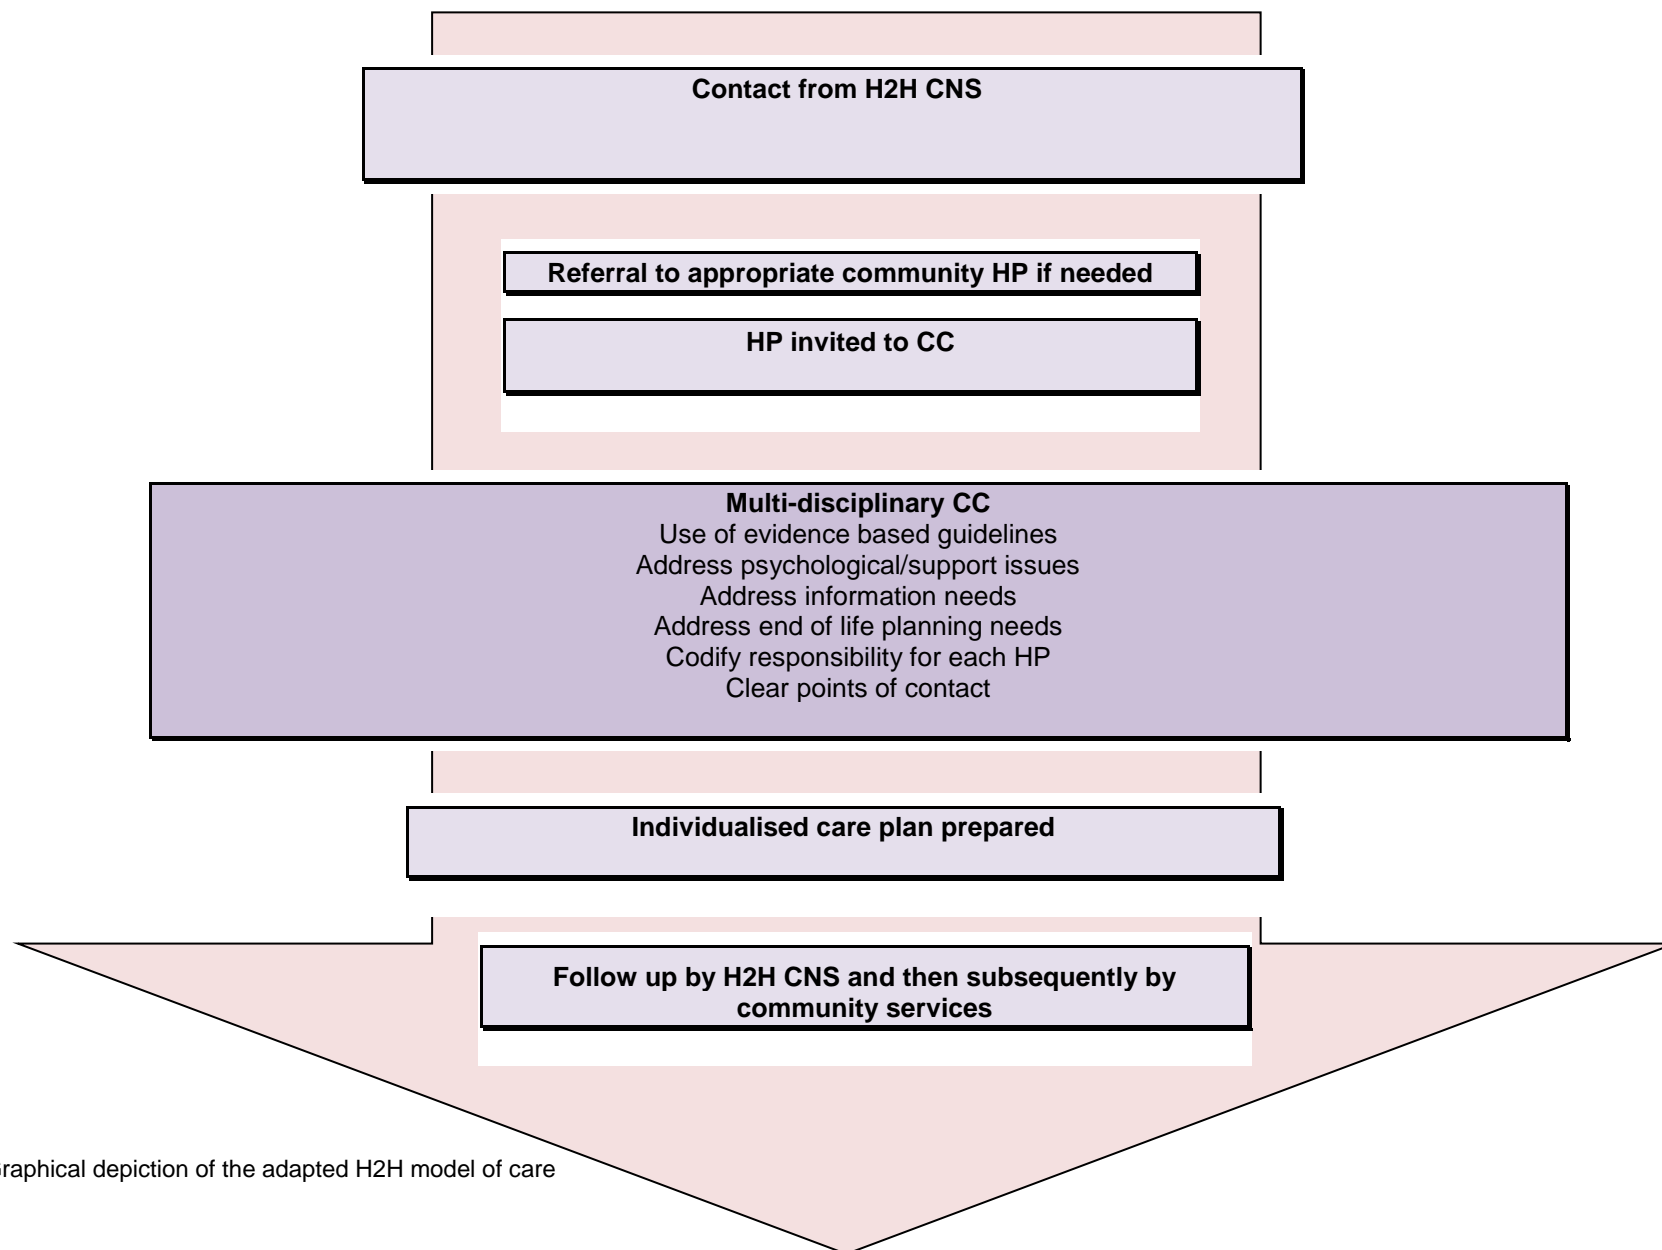 Contact from H2H CNS
Referral to appropriate community HP if needed
HP invited to CC
Multi-disciplinary CC
Use of evidence based guidelines
Address psychological/support issues
Address information needs
Address end of life planning needs
Codify responsibility for each HP
Clear points of contact
Individualised care plan prepared
Follow up by H2H CNS and then subsequently by
community services
raphical depiction of the adapted H2H model of care